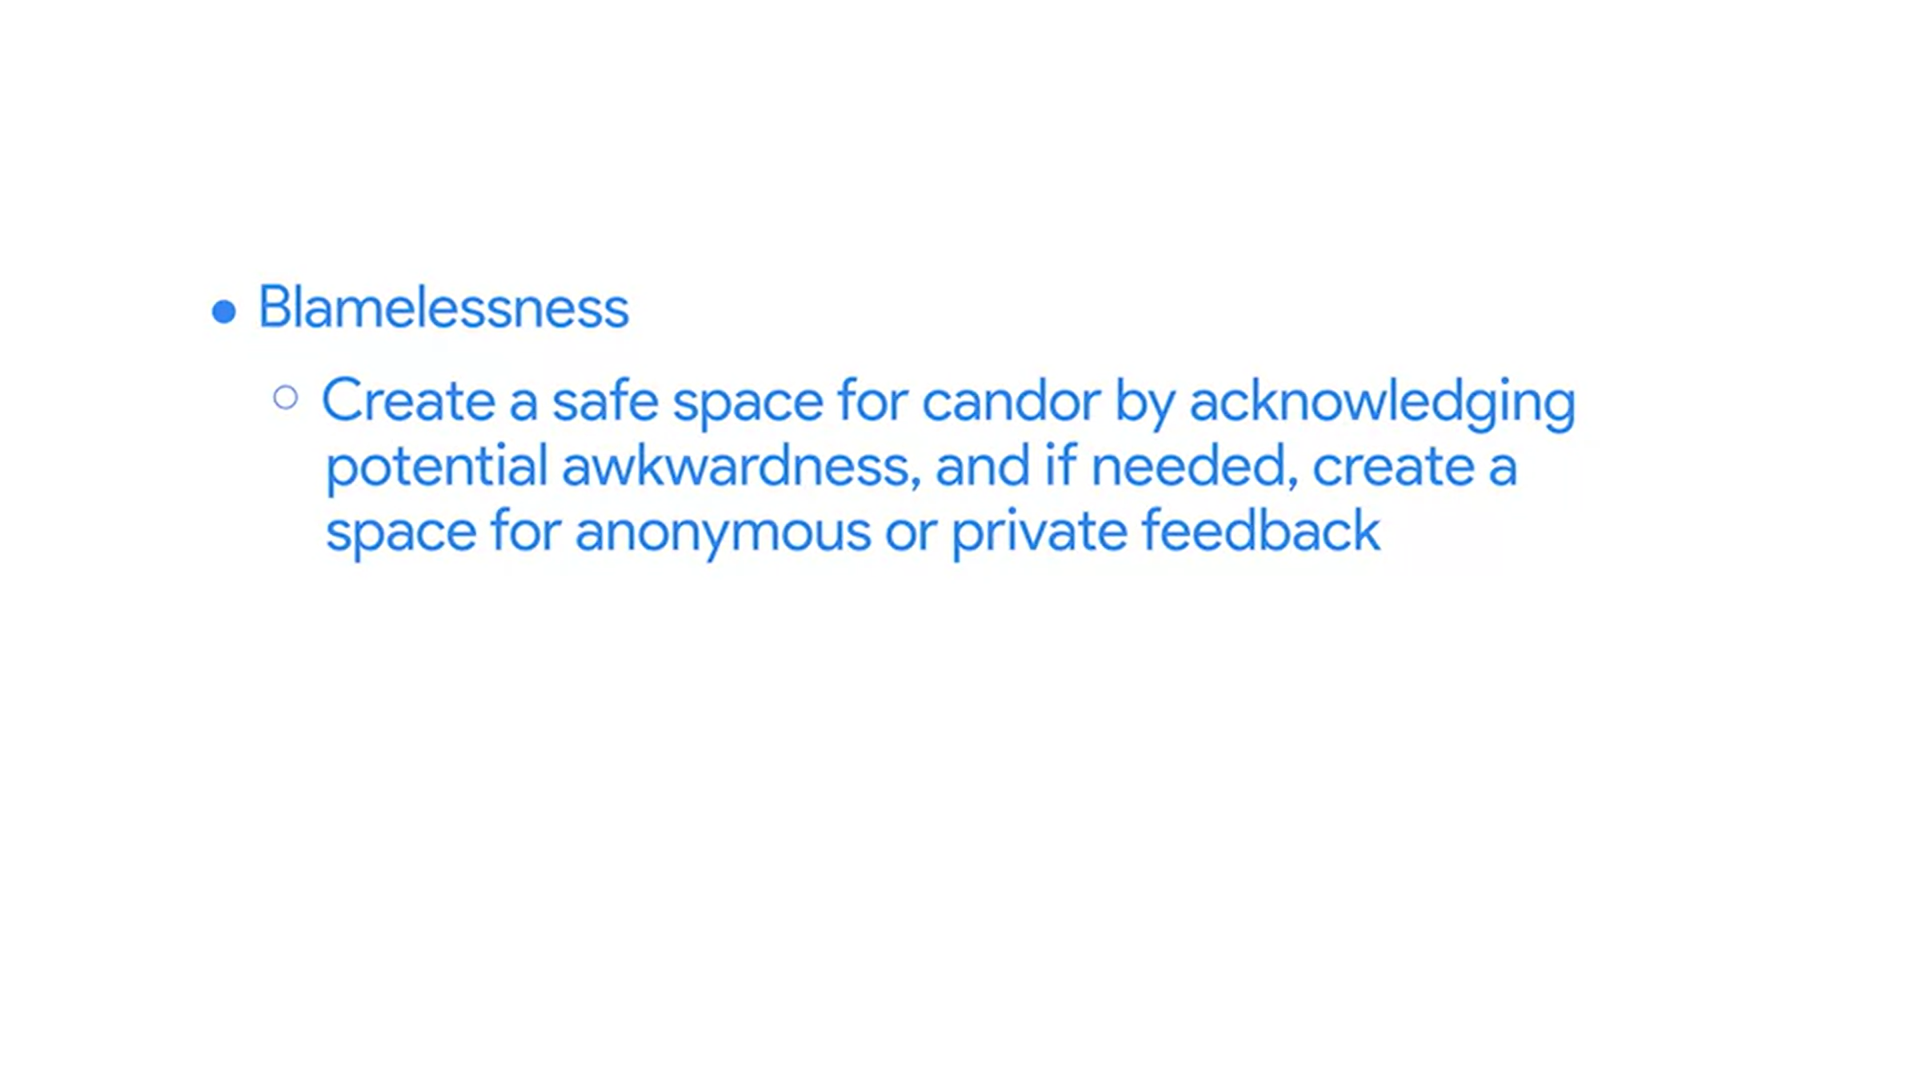 • Blamelessness
○ Create a safe space for candor by acknowledging
potential awkwardness, and if needed, create a
space for anonymous or private feedback